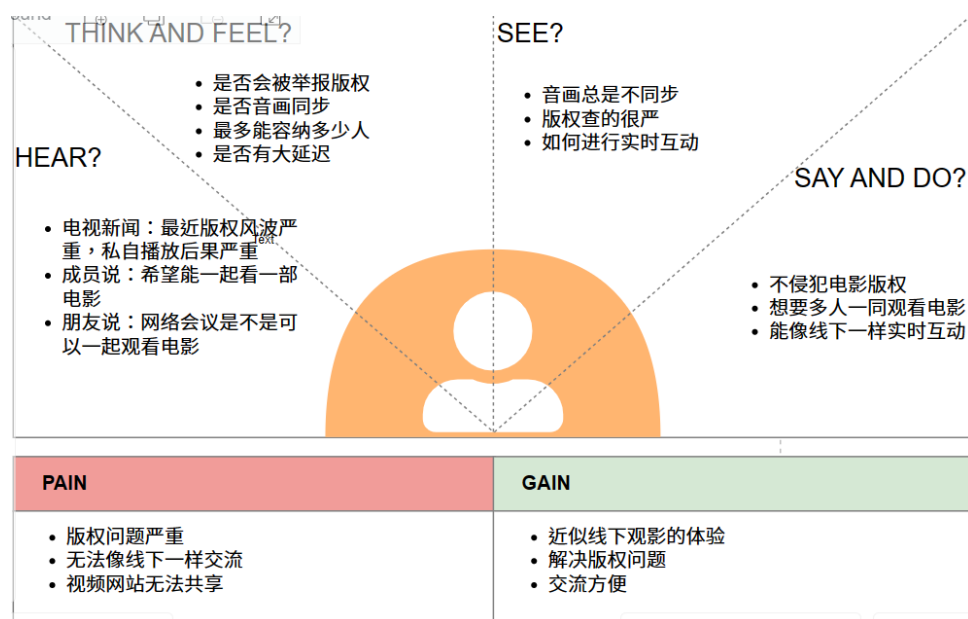 THINK AND FEEL?
是否会被举报版权
是否音画同步
最多能容纳多少人
是否有大延迟
SEE?
音画总是不同步
版权查的很严
如何进行实时互动
HEAR?
电视新闻：最近版权风波严
重，私自播放后果严重
成员说：希望能一起看一部
电影
朋友说：网络会议是不是可
以一起观看电影
Text
SAY AND DO?
不侵犯电影版权
想要多人一同观看电影
能像线下一样实时互动
PAIN
版权问题严重
无法像线下一样交流
视频网站无法共享
GAIN
近似线下观影的体验
解决版权问题
交流方便